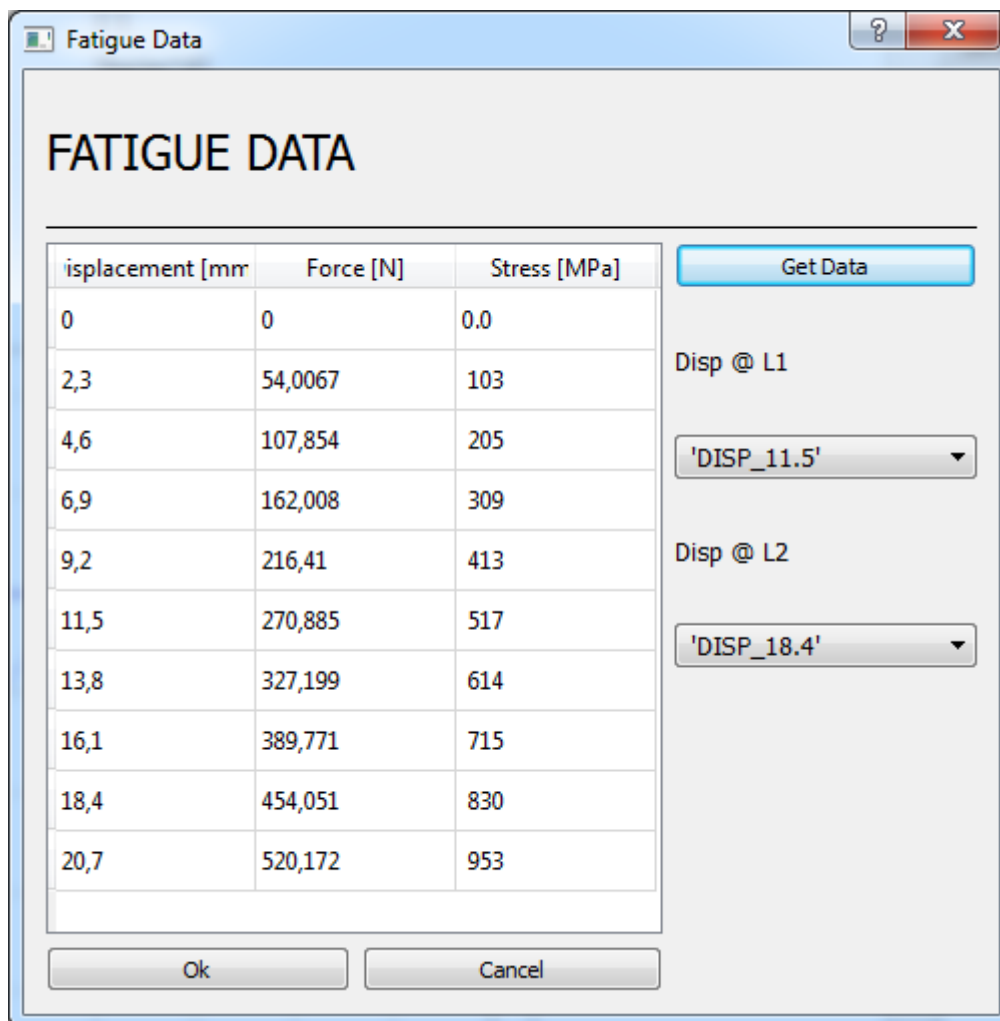 Fatigue Data
FATIGUE DATA
isplacement [mm Force [N] Stress [MPa] Get Data
0 0 0.0
Disp @ L1
2,3 54,0067 103
4,6 107,854 205
'DISP_11.5'
6,9 162,008 309
9,2 216,41 413
Disp @ L2
11,5 270,885 517
'DISP_18.4'
13,8 327,199 614
16,1 389,771 715
18,4 454,051 830
20,7 520,172 953
Ok Cancel